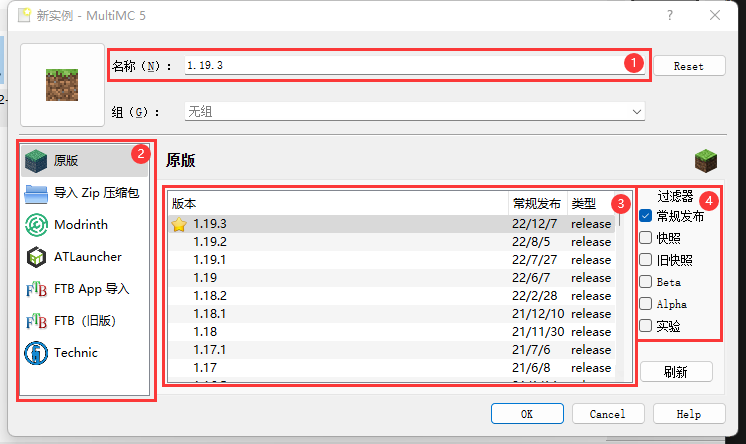 新实例 - MultiMC 5
名称（N）： 1.19.3 1 Reset
组（G）： 无组
2
原版
导入 Zip 压缩包
Modrinth
ATLauncher
FTB App 导入
FTB（旧版）
Technic
原版
版本 常规发布 类型 3
1.19.3 22/12/7 release
1.19.2 22/8/5 release
1.19.1 22/7/27 release
1.19 22/6/7 release
1.18.2 22/2/28 release
1.18.1 21/12/10 release
1.18 21/11/30 release
1.17.1 21/7/6 release
1.17 21/6/8 release
过滤器 4
常规发布
快照
旧快照
Beta
Alpha
实验
刷新
OK Cancel Help